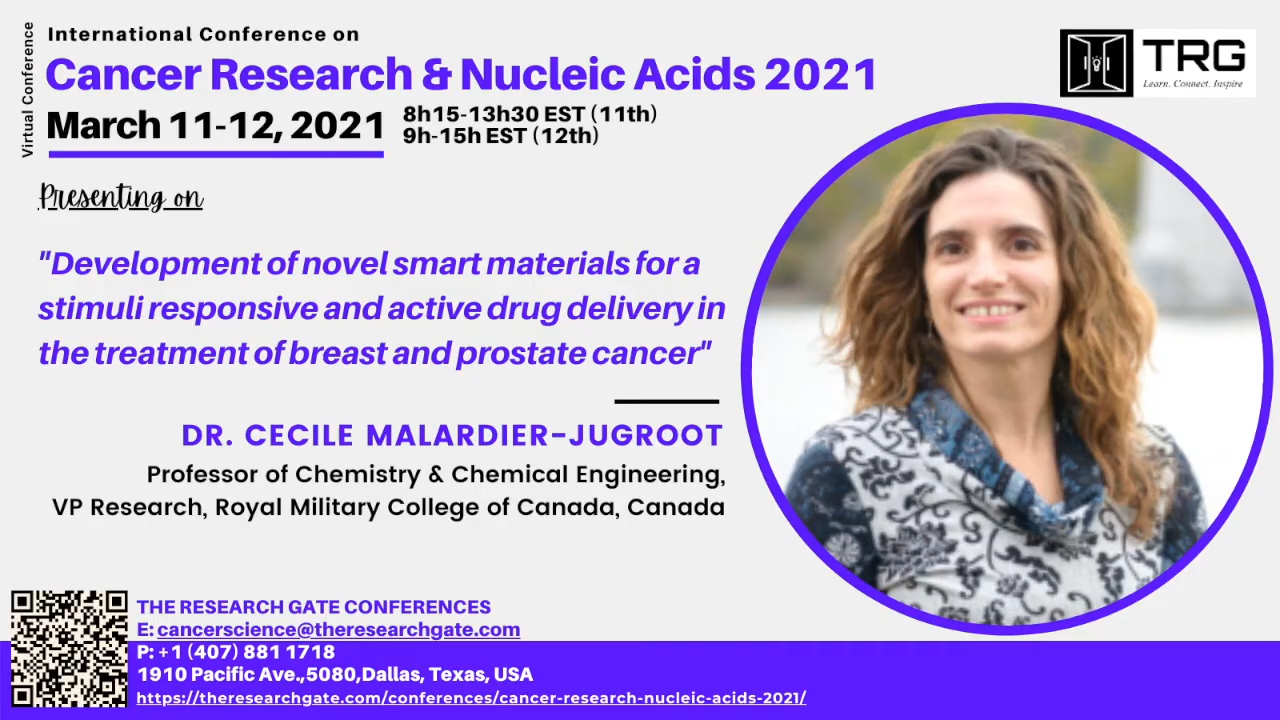 Virtual Conference
International Conference on
Cancer Research & Nucleic Acids 2021
March 11-12, 2021
8h15-13h30 EST (11th)
9h-15h EST (12th)
TRG
Learn. Connect. Inspire
Presenting on
"Development of novel smart materials for a
stimuli responsive and active drug delivery in
the treatment of breast and prostate cancer"
DR. CECILE MALARDIER-JUGROOT
Professor of Chemistry & Chemical Engineering,
VP Research, Royal Military College of Canada, Canada
THE RESEARCH GATE CONFERENCES
E: cancerscience@theresearchgate.com
P: +1 (407) 881 1718
1910 Pacific Ave.,5080,Dallas, Texas, USA
https://theresearchgate.com/conferences/cancer-research-nucleic-acids-2021/